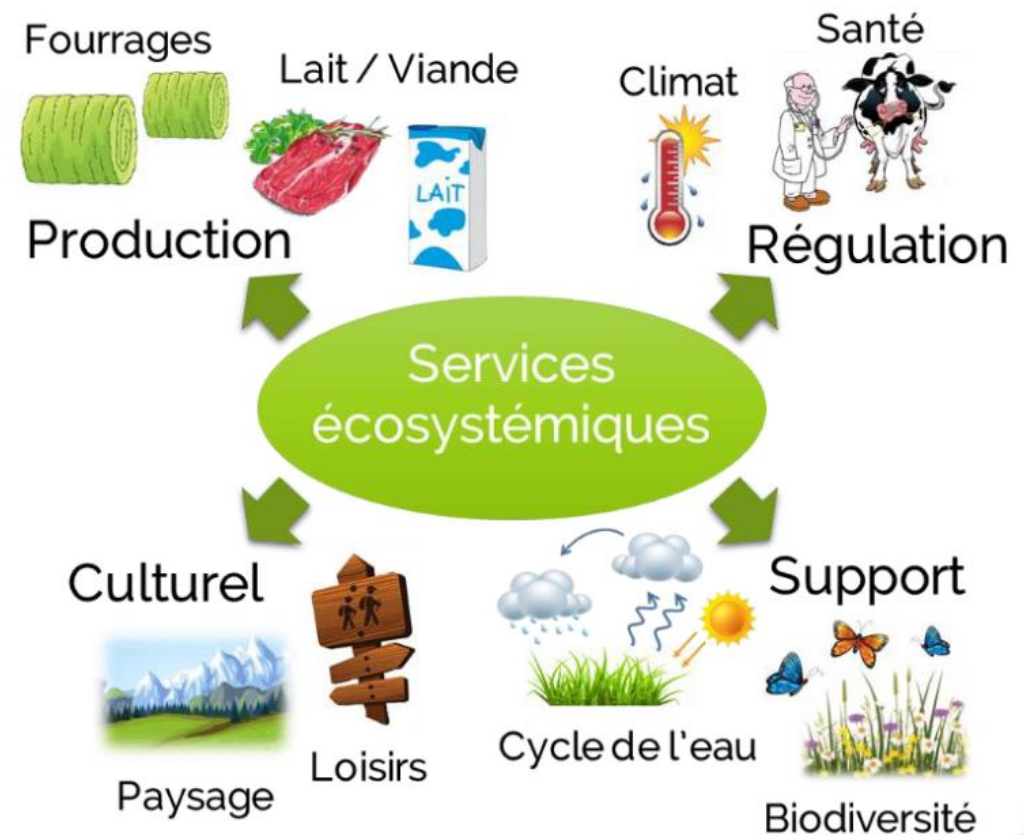 Fourrages
Lait / Viande
LAIT
Production
Climat
Santé
Régulation
Services
écosystémiques
Culturel
Paysage
Loisirs
Support
Cycle de l'eau
Biodiversité